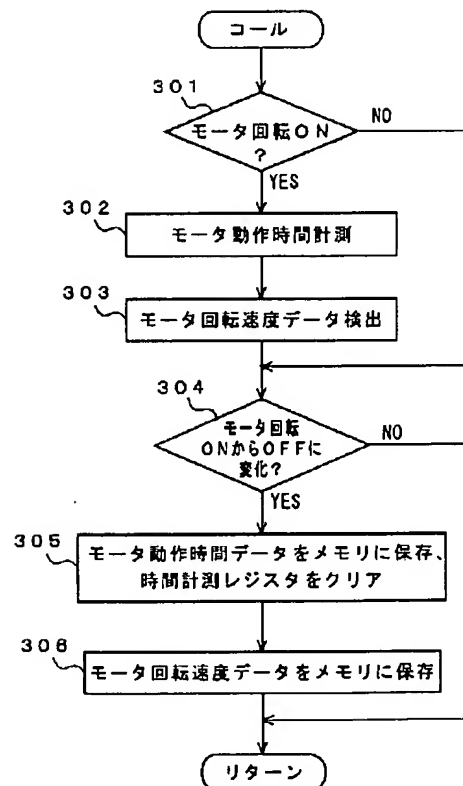 コール
301
モータ回転ON
?
NO
YES
302
モータ動作時間計測
303
モータ回転速度データ検出
304
モータ回転
ONからOFFに
変化?
NO
YES
305
モータ動作時間データをメモリに保存、
時間計測レジスタをクリア
306
モータ回転速度データをメモリに保存
リターン